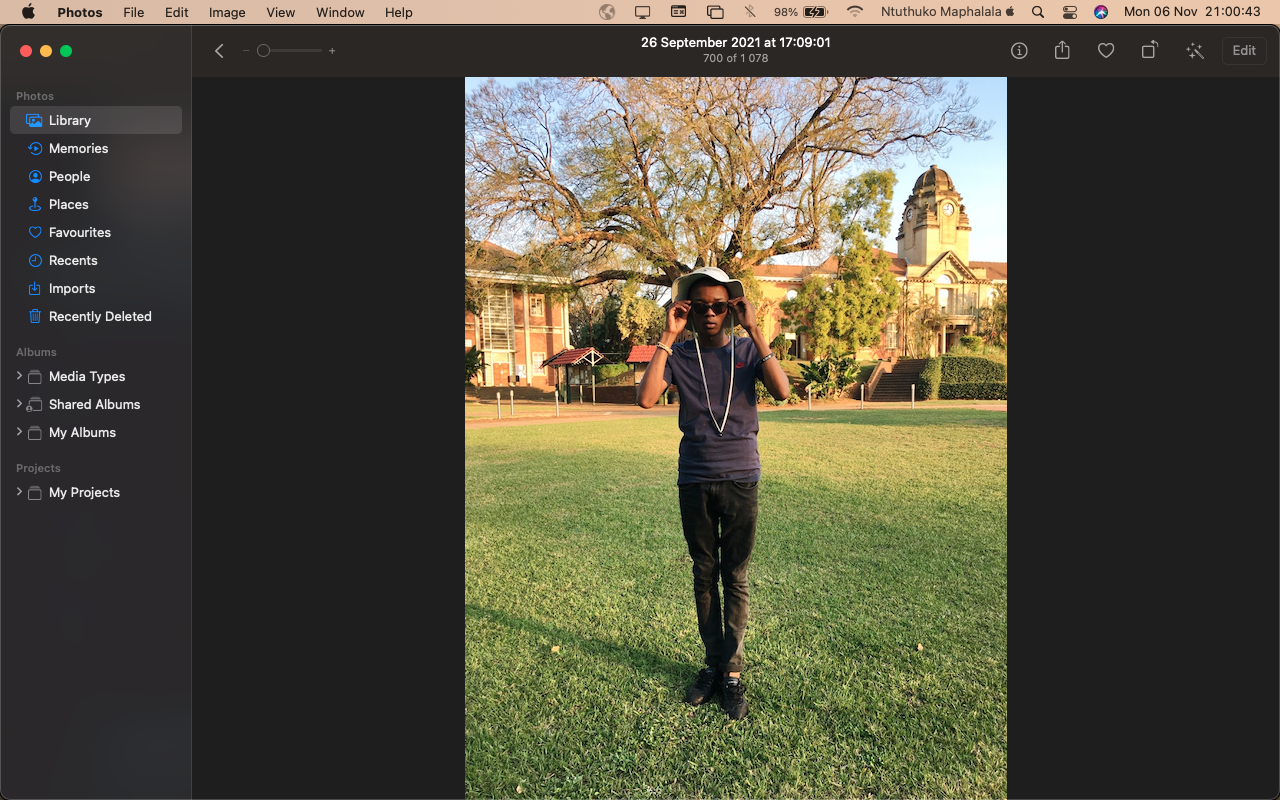 Photos File Edit Image View Window Help 98% Ntuthuko Maphalala Mon 06 Nov 21:00:43
26 September 2021 at 17:09:01
700 of 1 078
Edit
Photos
Library
Memories
People
Places
Favourites
Recents
Imports
Recently Deleted
Albums
Media Types
Shared Albums
My Albums
Projects
My Projects